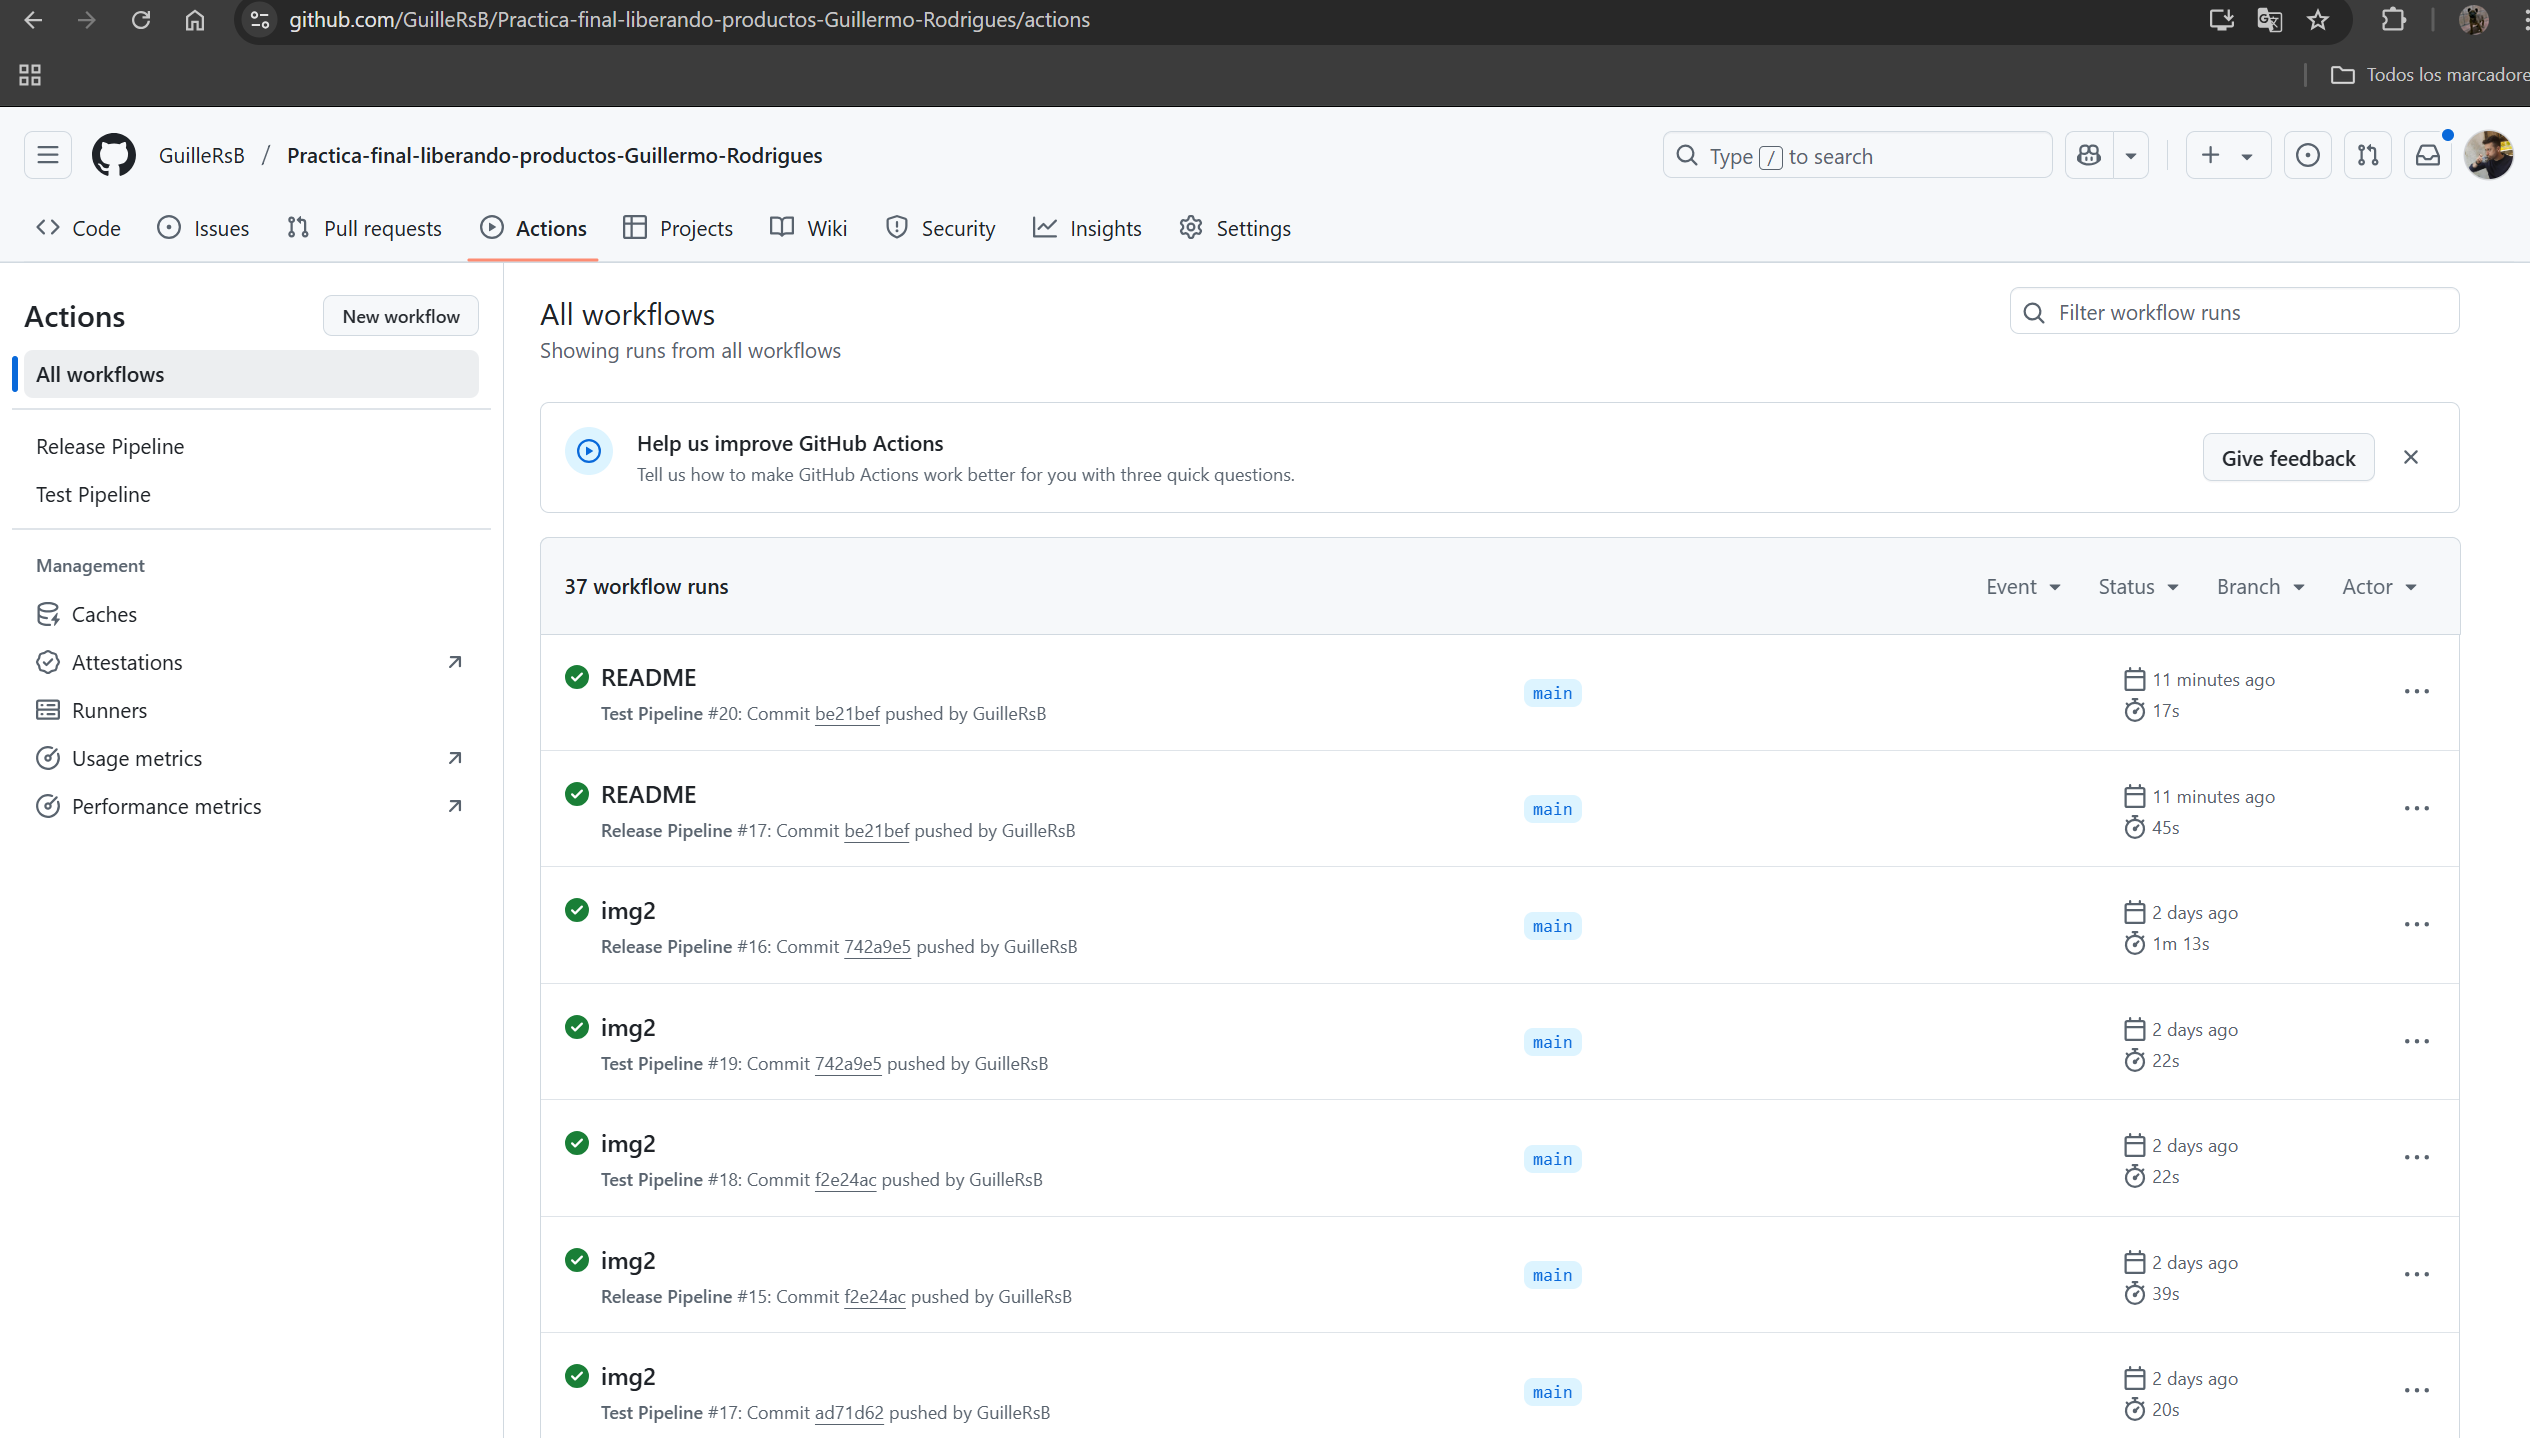 github.com/GuilleRsB/Practica-final-liberando-productos-Guillermo-Rodrigues/actions
Todos los marcadore
GuilleRsB / Practica-final-liberando-productos-Guillermo-Rodrigues
Type / to search
Code
Issues
Pull requests
Actions
Projects
Wiki
Security
Insights
Settings
Actions
New workflow
All workflows
Release Pipeline
Test Pipeline
Management
Caches
Attestations
Runners
Usage metrics
Performance metrics
All workflows
Showing runs from all workflows
Filter workflow runs
Help us improve GitHub Actions
Tell us how to make GitHub Actions work better for you with three quick questions.
Give feedback
37 workflow runs
Event
Status
Branch
Actor
README
Test Pipeline #20: Commit be21bef pushed by GuilleRsB
main
11 minutes ago
17s
README
Release Pipeline #17: Commit be21bef pushed by GuilleRsB
main
11 minutes ago
45s
img2
Release Pipeline #16: Commit 742a9e5 pushed by GuilleRsB
main
2 days ago
1m 13s
img2
Test Pipeline #19: Commit 742a9e5 pushed by GuilleRsB
main
2 days ago
22s
img2
Test Pipeline #18: Commit f2e24ac pushed by GuilleRsB
main
2 days ago
22s
img2
Release Pipeline #15: Commit f2e24ac pushed by GuilleRsB
main
2 days ago
39s
img2
Test Pipeline #17: Commit ad71d62 pushed by GuilleRsB
main
2 days ago
20s